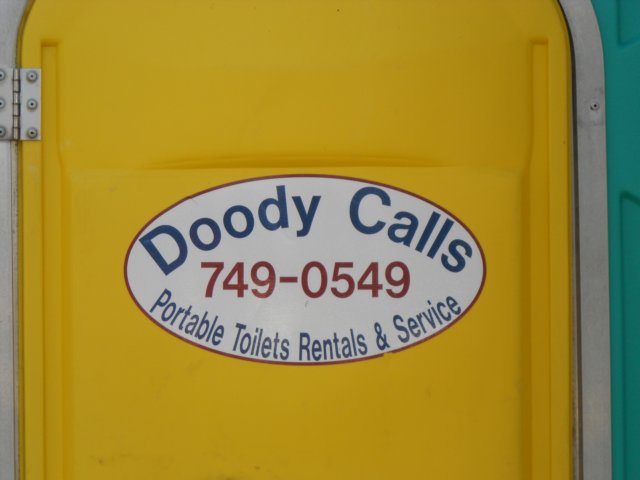 Doody Calls
749-0549
Portable Toilets Rentals & Service